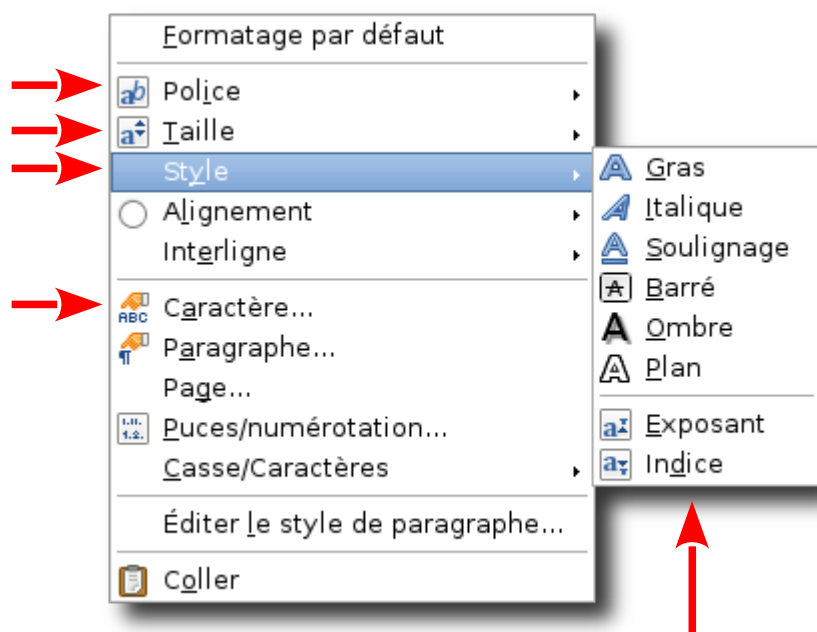 Formatage par défaut
Police
Taille
Style
Alignement
Interligne
Caractère...
Paragraphe...
Page...
Puces/numérotation...
Casse/Caractères
Éditer le style de paragraphe...
Coller
Gras
Italique
Soulignage
Barré
Ombre
Plan
Exposant
Indice